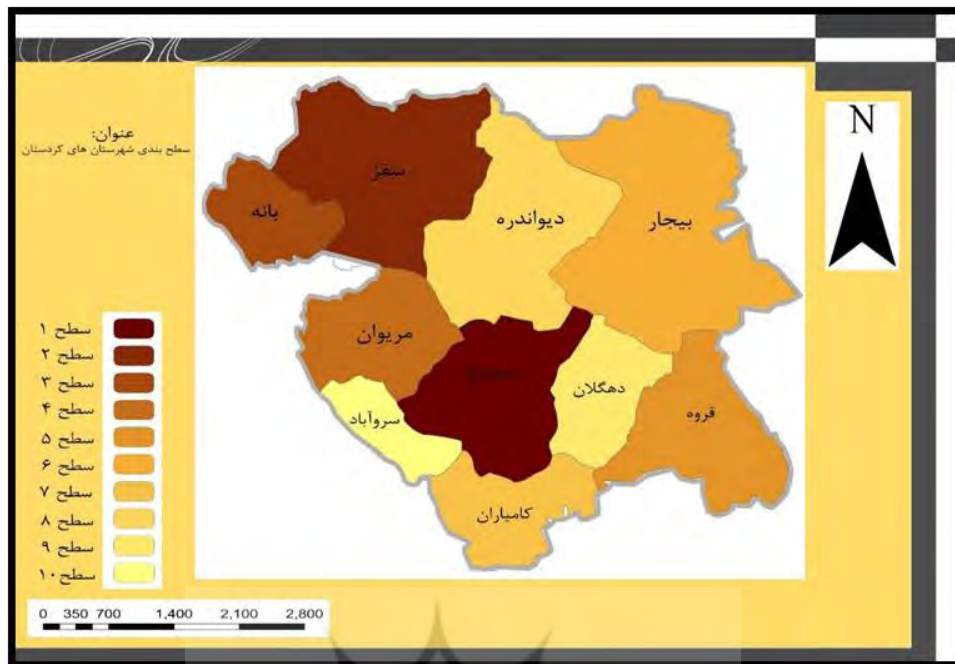 عنوان:
سطح بندی شهرستان های کردستان
N
سقز
بانه
دیواندره
بیجار
مریوان
دهگلان
قروه
سروآباد
کامیاران
سطح ۱
سطح ۲
سطح ۳
سطح ۴
سطح ۵
سطح ۶
سطح ۷
سطح ۸
سطح ۹
سطح ۱۰
0 350 700 1,400 2,100 2,800